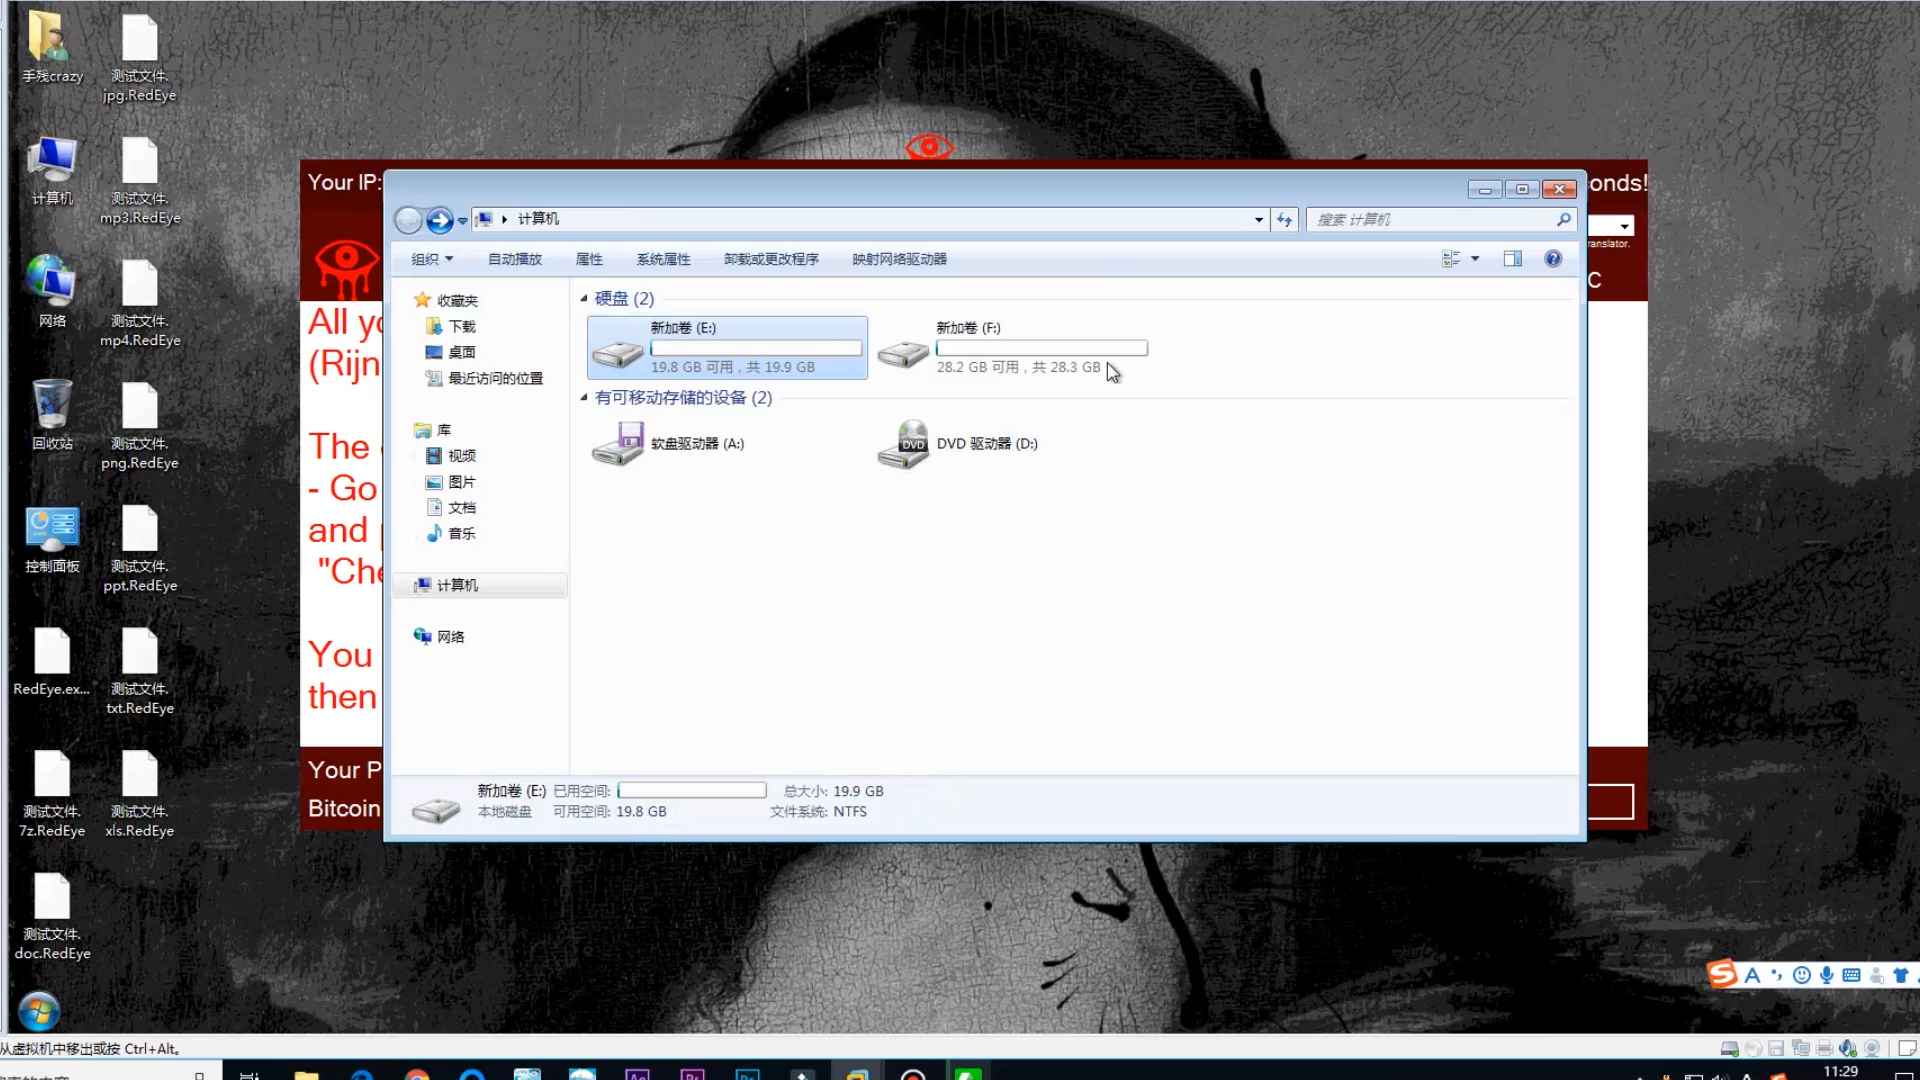 手残crazy
测试文件.
jpg.RedEye
计算机
测试文件.
mp3.RedEye
网络
测试文件.
mp4.RedEye
回收站
测试文件.
png.RedEye
控制面板
测试文件.
ppt.RedEye
RedEye.ex...
测试文件.
txt.RedEye
测试文件.
7z.RedEye
测试文件.
xls.RedEye
测试文件.
doc.RedEye
Your IP:
onds!
ranslator.
C
All yo
(Rijn
The
- Go
and
"Che
You
then
Your P
Bitcoin
计算机
搜索 计算机
组织 自动播放 属性 系统属性 卸载或更改程序 映射网络驱动器
收藏夹
下载
桌面
最近访问的位置
库
视频
图片
文档
音乐
计算机
网络
硬盘 (2)
新加卷 (E:)
19.8 GB 可用，共 19.9 GB
新加卷 (F:)
28.2 GB 可用，共 28.3 GB
有可移动存储的设备 (2)
软盘驱动器 (A:)
DVD
DVD 驱动器 (D:)
新加卷 (E:) 已用空间: 总大小: 19.9 GB
本地磁盘 可用空间: 19.8 GB 文件系统: NTFS
从虚拟机中移出或按 Ctrl+Alt。
11:29